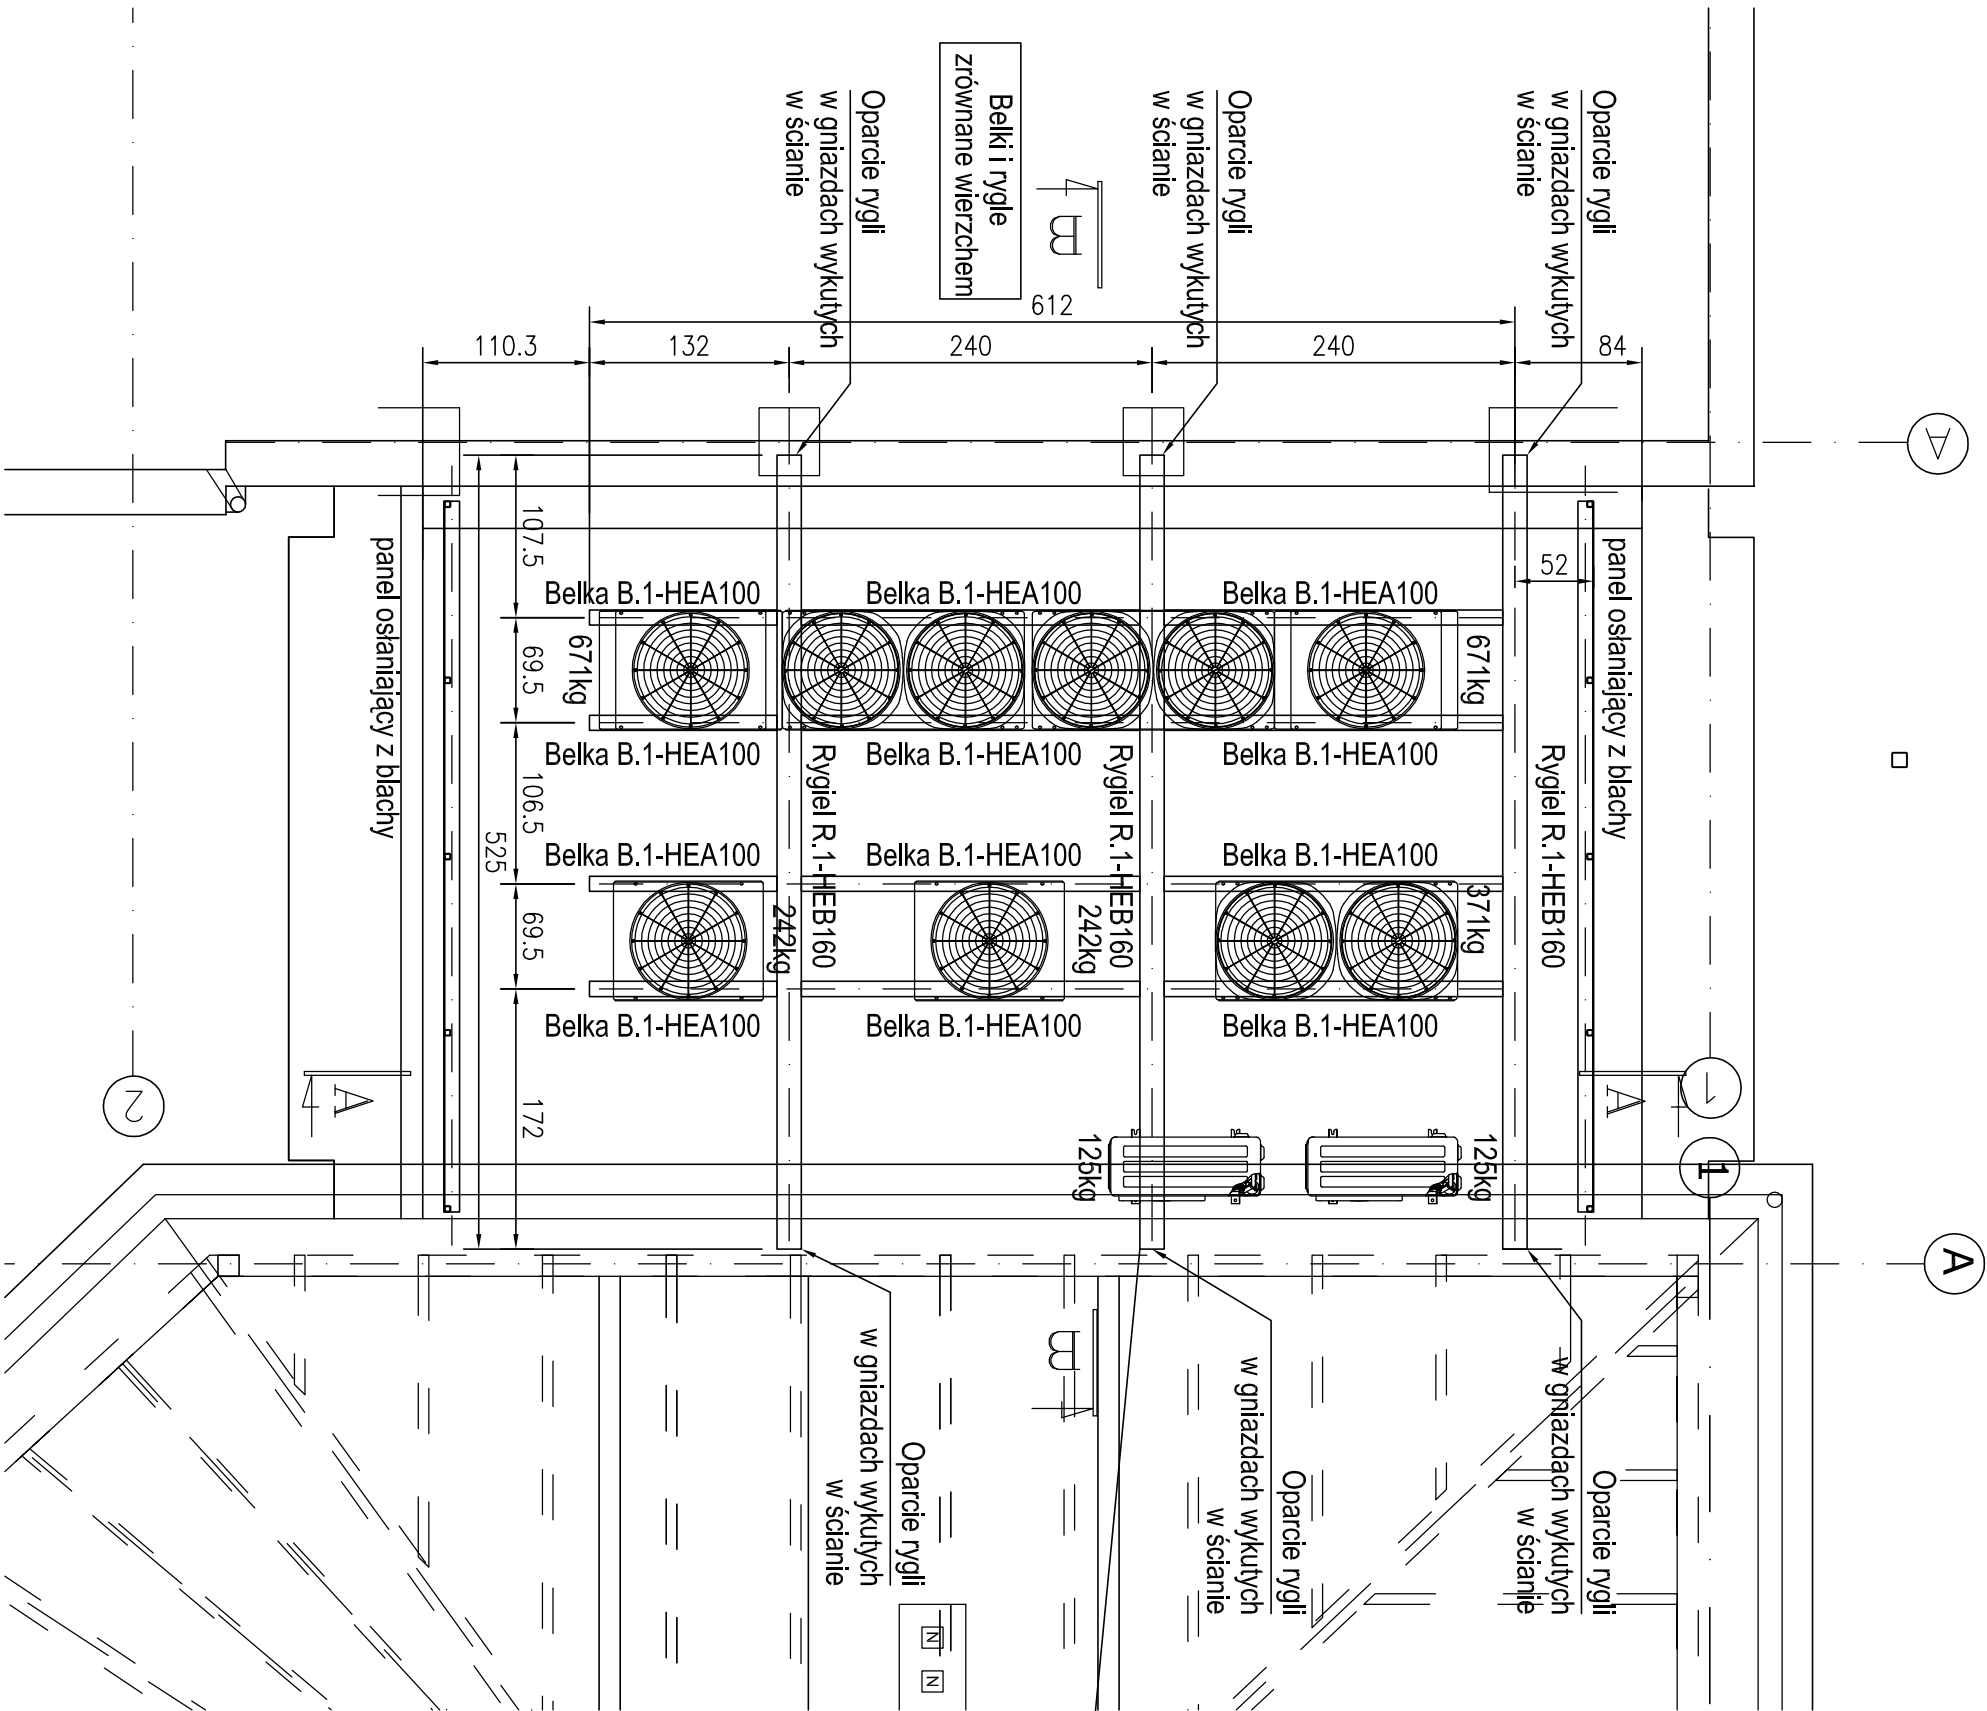 Oparcie rygli
w gniazdach wykutych
w ścianie
Oparcie rygli
w gniazdach wykutych
w ścianie
Oparcie rygli
w gniazdach wykutych
w ścianie
Belki i rygle
zrównane wierzchem
B
612
110.3
132
240
240
84
A
107.5
69.5
106.5
69.5
172
525
52
panel osłaniający z blachy
panel osłaniający z blachy
Belka B.1-HEA100
Belka B.1-HEA100
Belka B.1-HEA100
671kg
671kg
Belka B.1-HEA100
Belka B.1-HEA100
Belka B.1-HEA100
Rygiel R.1-HEB160
Rygiel R.1-HEB160
Rygiel R.1-HEB160
Belka B.1-HEA100
Belka B.1-HEA100
Belka B.1-HEA100
242kg
242kg
371kg
Belka B.1-HEA100
Belka B.1-HEA100
Belka B.1-HEA100
2
A
A
1
125kg
125kg
1
A
B
Oparcie rygli
w gniazdach wykutych
w ścianie
Oparcie rygli
w gniazdach wykutych
w ścianie
Oparcie rygli
w gniazdach wykutych
w ścianie
N
N